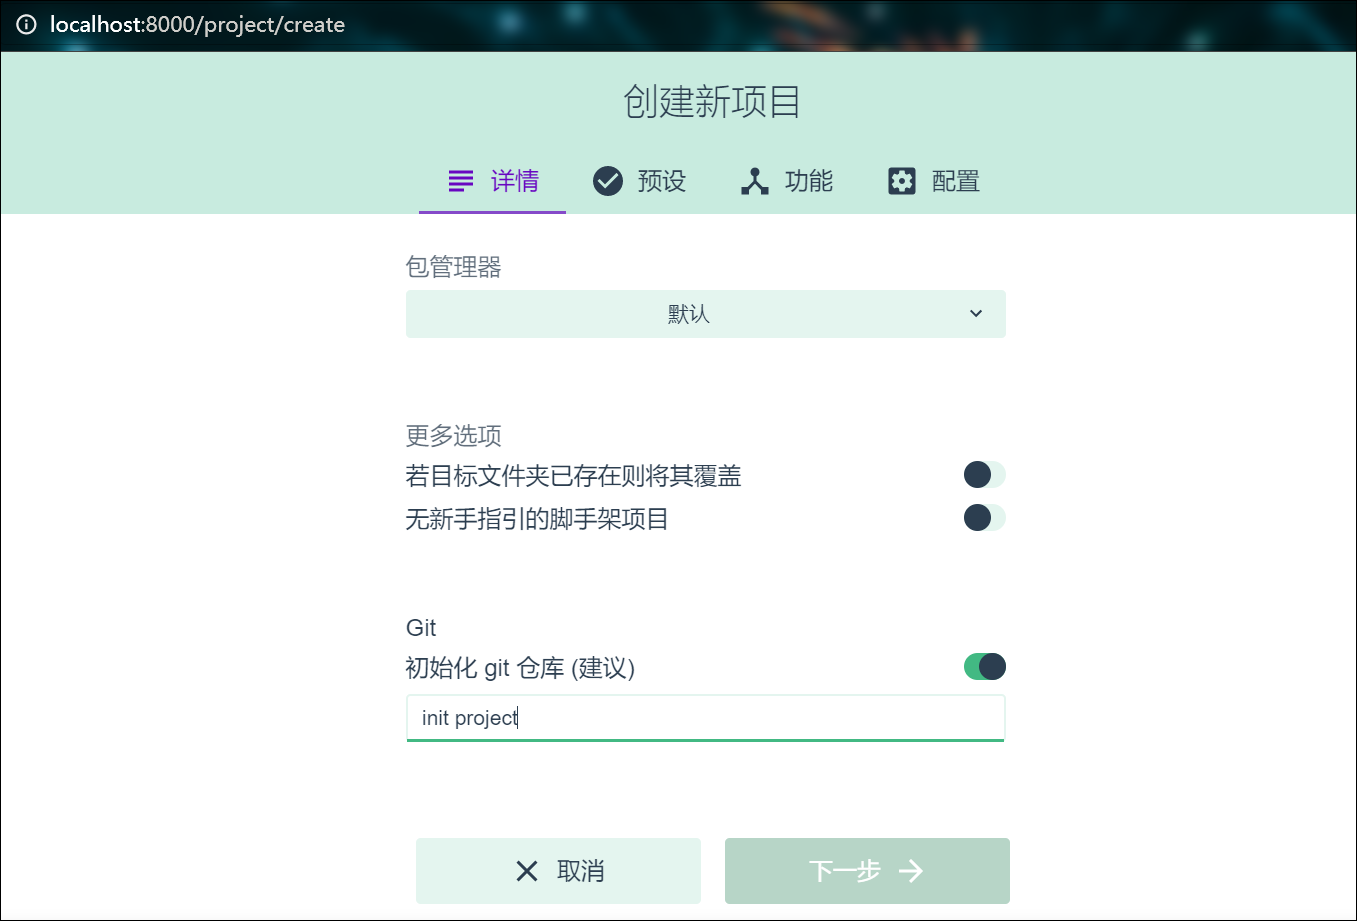 localhost:8000/project/create
创建新项目
详情 预设 功能 配置
包管理器
默认
更多选项
若目标文件夹已存在则将其覆盖
无新手指引的脚手架项目
Git
初始化 git 仓库 (建议)
init project
取消 下一步